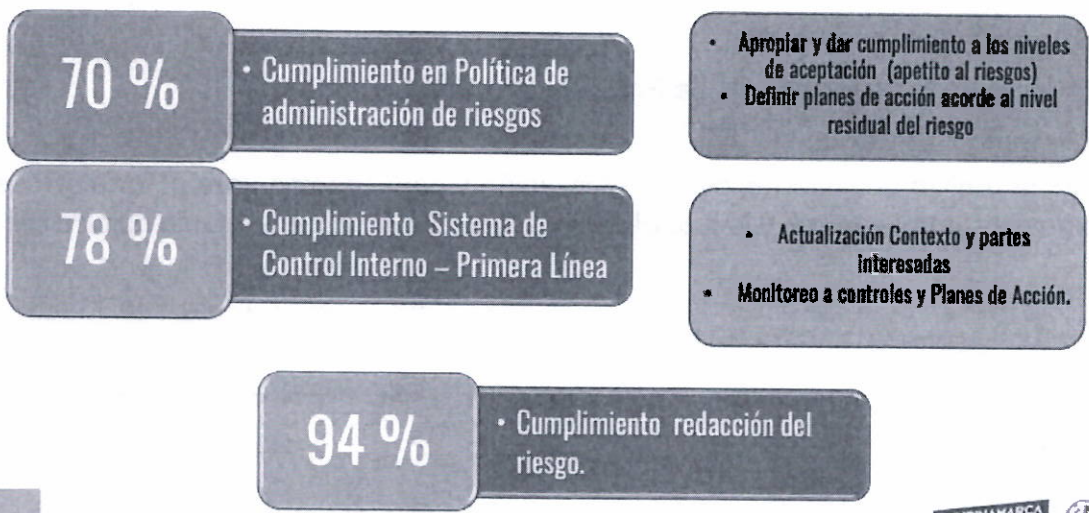 70 %
• Cumplimiento en Política de
administración de riesgos
• Apropiar y dar cumplimiento a los niveles
de aceptación (apetito al riesgos)
• Definir planes de acción acorde al nivel
residual del riesgo
78 %
• Cumplimiento Sistema de
Control Interno – Primera Línea
• Actualización Contexto y partes
interesadas
• Monitoreo a controles y Planes de Acción.
94 %
• Cumplimiento redacción del
riesgo.